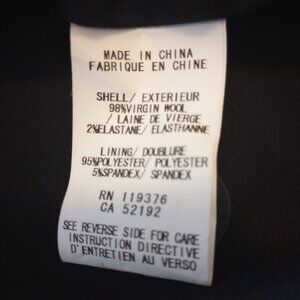 MADE IN CHINA
FABRIQUE EN CHINE
SHELL/ EXTERIEUR
98%VIRGIN WOOL
/ LAINE DE VIERGE
2%ELASTANE/ ELASTHANNE
LINING/ DOUBLURE
95%POLYESTER/ POLYESTER
5%SPANDEX/ SPANDEX
RN 119376
CA 52192
SEE REVERSE SIDE FOR CARE
INSTRUCTION DIRECTIVE
D'ENTRETIEN AU VERSO